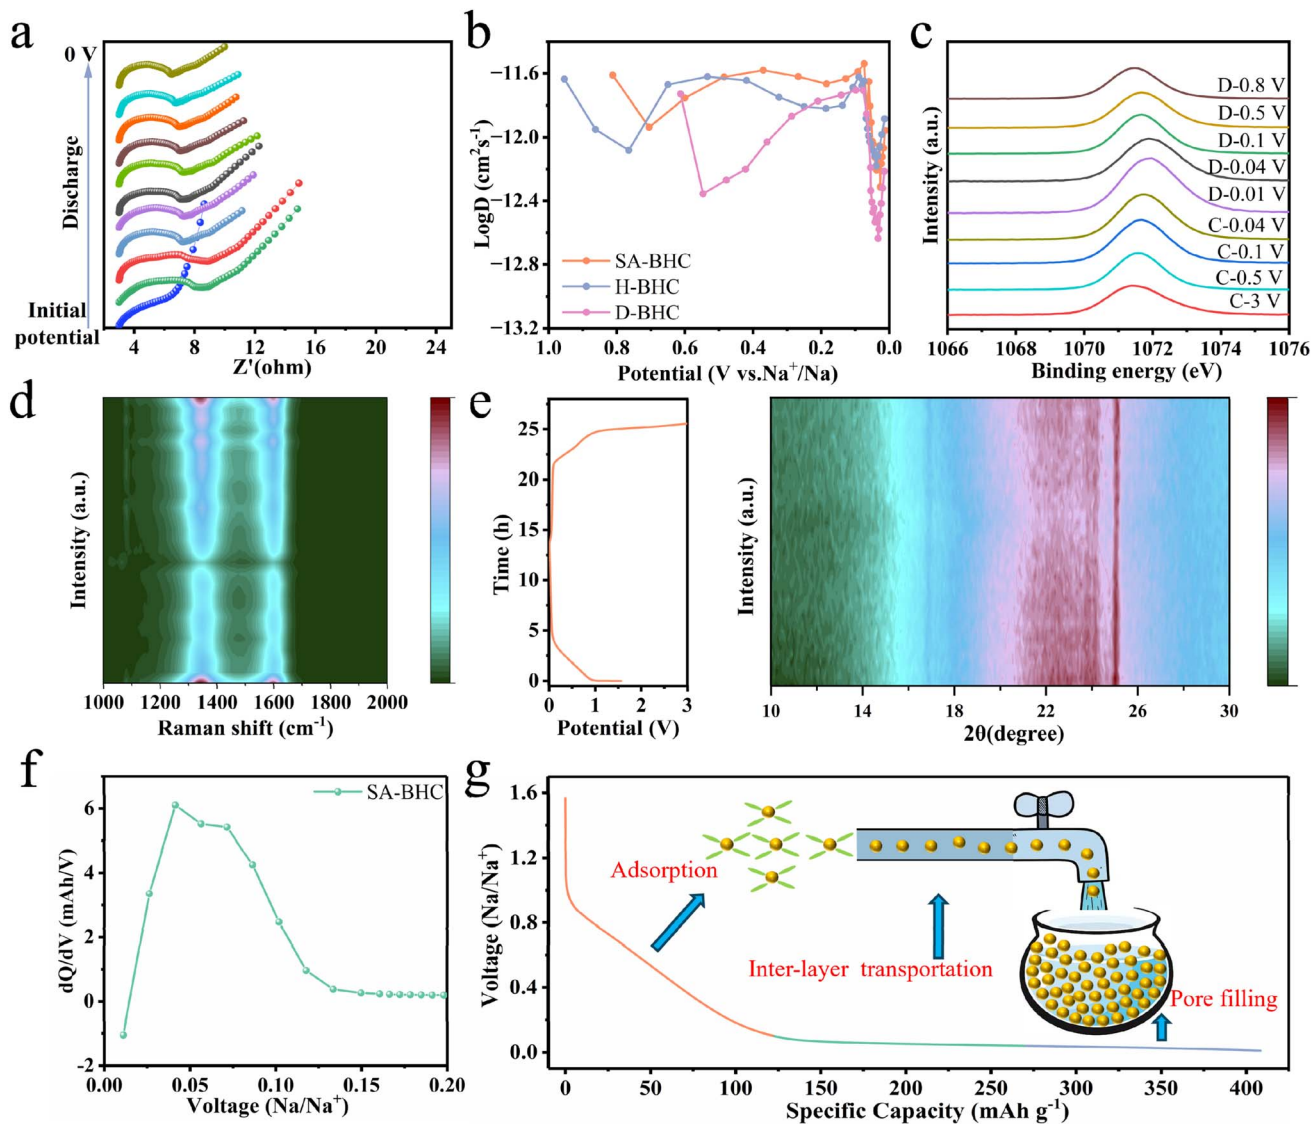 a
0 V
Discharge
Initial
potential
4 8 12 16 20 24
Z'(ohm)
b
−11.6
−12.0
−12.4
−12.8
−13.2
LogD (cm²s⁻¹)
SA-BHC
H-BHC
D-BHC
1.0 0.8 0.6 0.4 0.2 0.0
Potential (V vs.Na⁺/Na)
c
Intensity (a.u.)
D-0.8 V
D-0.5 V
D-0.1 V
D-0.04 V
D-0.01 V
C-0.04 V
C-0.1 V
C-0.5 V
C-3 V
1066 1068 1070 1072 1074 1076
Binding energy (eV)
d
Intensity (a.u.)
1000 1200 1400 1600 1800 2000
Raman shift (cm⁻¹)
e
Time (h)
25
20
15
10
5
0
0 1 2 3
Potential (V)
Intensity (a.u.)
10 14 18 22 26 30
2θ(degree)
f
dQ/dV (mAh/V)
6
4
2
0
-2
SA-BHC
0.00 0.05 0.10 0.15 0.20
Voltage (Na/Na⁺)
g
Voltage (Na/Na⁺)
1.6
1.2
0.8
0.4
0.0
Adsorption
Inter-layer transportation
Pore filling
0 50 100 150 200 250 300 350 400
Specific Capacity (mAh g⁻¹)